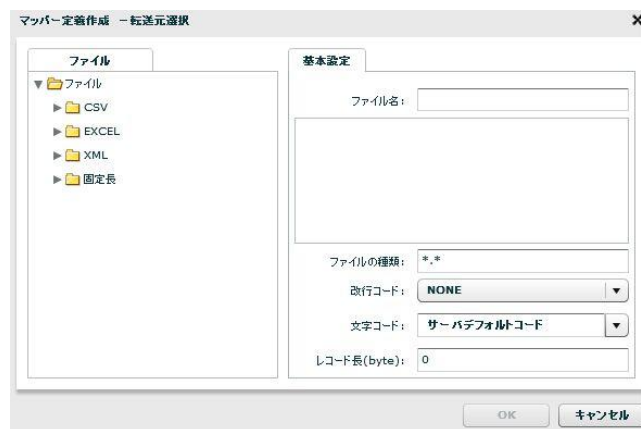 マッパー定義作成 －転送元選択
ファイル
ファイル
CSV
EXCEL
XML
固定長
基本設定
ファイル名：
ファイルの種類： *.*
改行コード： NONE
文字コード： サーバデフォルトコード
レコード長(byte)： 0
OK キャンセル